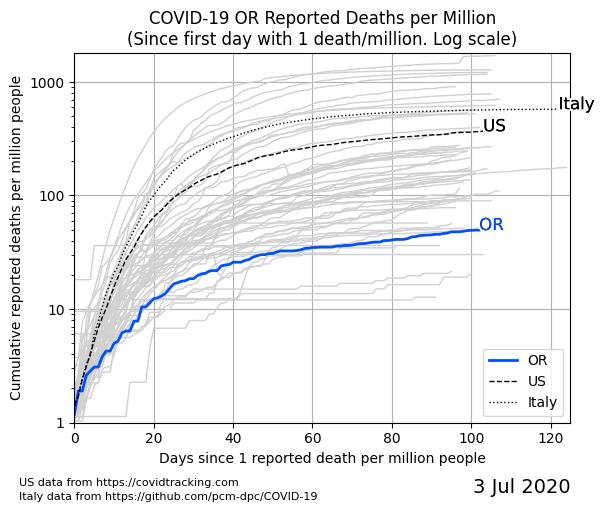 COVID-19 OR Reported Deaths per Million
(Since first day with 1 death/million. Log scale)
Cumulative reported deaths per million people
1000
100
10
1
Italy
US
OR
OR
US
Italy
0 20 40 60 80 100 120
Days since 1 reported death per million people
US data from https://covidtracking.com
Italy data from https://github.com/pcm-dpc/COVID-19
3 Jul 2020